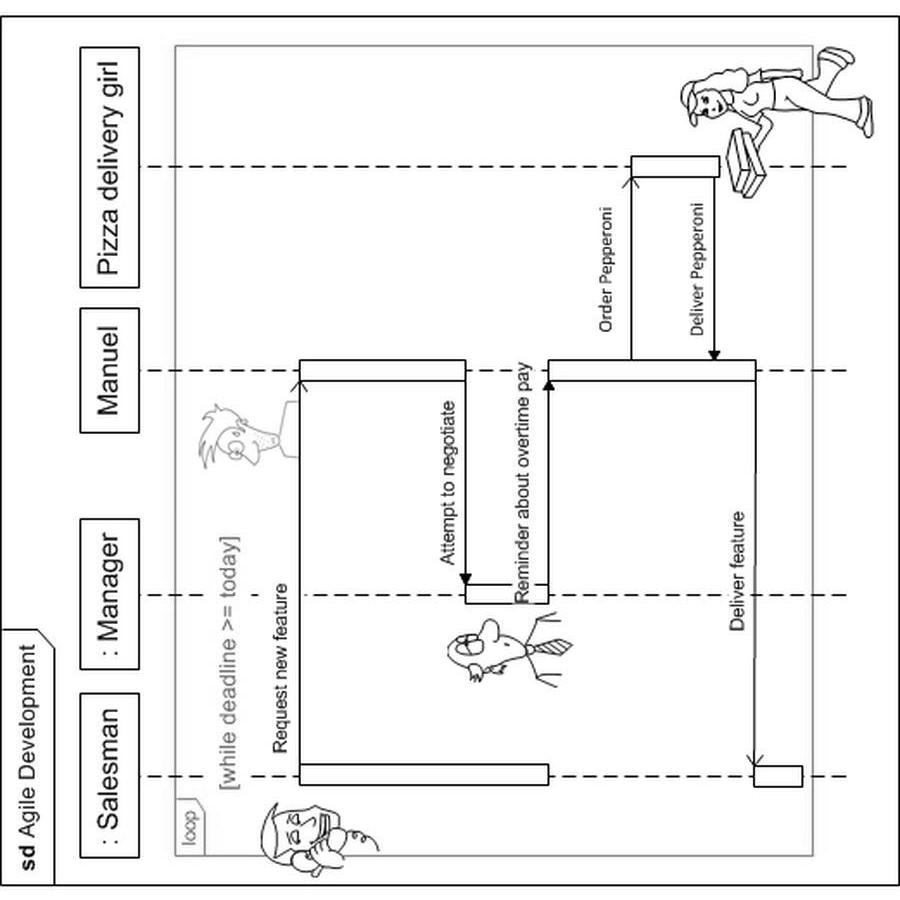 sd Agile Development
: Salesman
: Manager
Manuel
Pizza delivery girl
loop
[while deadline >= today]
Request new feature
Attempt to negotiate
Reminder about overtime pay
Order Pepperoni
Deliver Pepperoni
Deliver feature